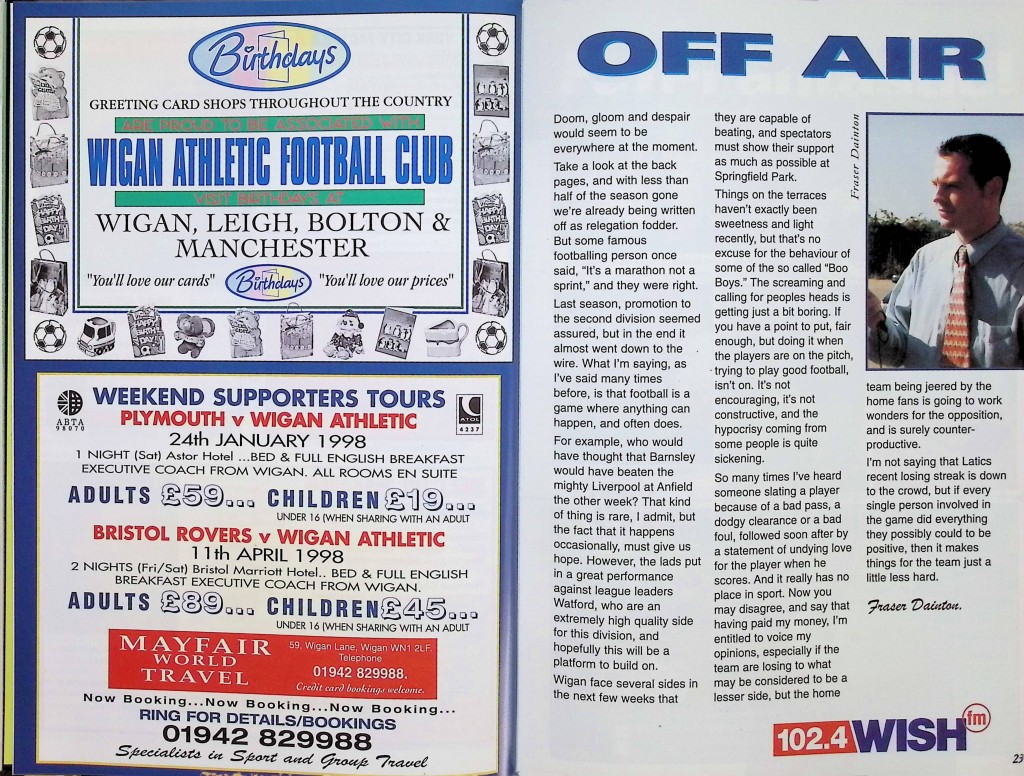 Birthdays
GREETING CARD SHOPS THROUGHOUT THE COUNTRY
ARE PROUD TO BE ASSOCIATED WITH
WIGAN ATHLETIC FOOTBALL CLUB
VISIT BIRTHDAYS AT
WIGAN, LEIGH, BOLTON &
MANCHESTER
"You'll love our cards"
Birthdays
"You'll love our prices"
ABTA
98070
ATOL
4237
WEEKEND SUPPORTERS TOURS
PLYMOUTH v WIGAN ATHLETIC
24th JANUARY 1998
1 NIGHT (Sat) Astor Hotel ...BED & FULL ENGLISH BREAKFAST
EXECUTIVE COACH FROM WIGAN. ALL ROOMS EN SUITE
ADULTS £59... CHILDREN £19...
UNDER 16 (WHEN SHARING WITH AN ADULT
BRISTOL ROVERS v WIGAN ATHLETIC
11th APRIL 1998
2 NIGHTS (Fri/Sat) Bristol Marriott Hotel.. BED & FULL ENGLISH
BREAKFAST EXECUTIVE COACH FROM WIGAN.
ADULTS £89... CHILDREN £45...
UNDER 16 (WHEN SHARING WITH AN ADULT
MAYFAIR
WORLD
TRAVEL
59, Wigan Lane, Wigan WN1 2LF.
Telephone
01942 829988.
Credit card bookings welcome.
Now Booking...Now Booking...Now Booking...
RING FOR DETAILS/BOOKINGS
01942 829988
Specialists in Sport and Group Travel
OFF AIR
Doom, gloom and despair
would seem to be
everywhere at the moment.
Take a look at the back
pages, and with less than
half of the season gone
we're already being written
off as relegation fodder.
But some famous
footballing person once
said, "It's a marathon not a
sprint," and they were right.
Last season, promotion to
the second division seemed
assured, but in the end it
almost went down to the
wire. What I'm saying, as
I've said many times
before, is that football is a
game where anything can
happen, and often does.
For example, who would
have thought that Barnsley
would have beaten the
mighty Liverpool at Anfield
the other week? That kind
of thing is rare, I admit, but
the fact that it happens
occasionally, must give us
hope. However, the lads put
in a great performance
against league leaders
Watford, who are an
extremely high quality side
for this division, and
hopefully this will be a
platform to build on.
Wigan face several sides in
the next few weeks that
they are capable of
beating, and spectators
must show their support
as much as possible at
Springfield Park.
Things on the terraces
haven't exactly been
sweetness and light
recently, but that's no
excuse for the behaviour of
some of the so called "Boo
Boys." The screaming and
calling for peoples heads is
getting just a bit boring. If
you have a point to put, fair
enough, but doing it when
the players are on the pitch,
trying to play good football,
isn't on. It's not
encouraging, it's not
constructive, and the
hypocrisy coming from
some people is quite
sickening.
So many times I've heard
someone slating a player
because of a bad pass, a
dodgy clearance or a bad
foul, followed soon after by
a statement of undying love
for the player when he
scores. And it really has no
place in sport. Now you
may disagree, and say that
having paid my money, I'm
entitled to voice my
opinions, especially if the
team are losing to what
may be considered to be a
lesser side, but the home
Fraser Dainton
team being jeered by the
home fans is going to work
wonders for the opposition,
and is surely counter-
productive.
I'm not saying that Latics
recent losing streak is down
to the crowd, but if every
single person involved in
the game did everything
they possibly could to be
positive, then it makes
things for the team just a
little less hard.
Fraser Dainton.
102.4 WISH fm
23